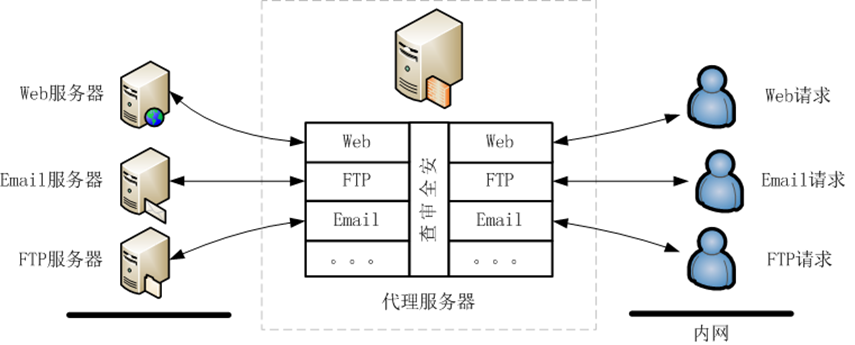 Web服务器
Email服务器
FTP服务器
Web
FTP
Email
。。。
安全审查
Web
FTP
Email
。。。
代理服务器
Web请求
Email请求
FTP请求
内网